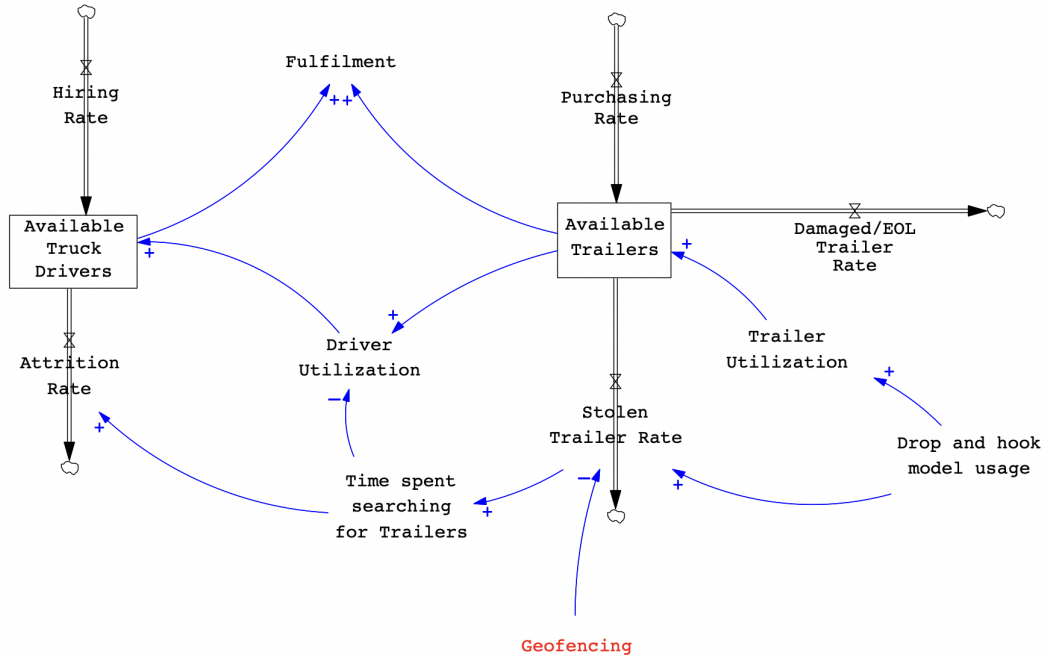 Fulfilment
++
Hiring
Rate
Purchasing
Rate
Available
Truck
Drivers
+
Available
Trailers
+
Damaged/EOL
Trailer
Rate
+
Driver
Utilization
–
Trailer
Utilization
+
Attrition
Rate
+
Stolen
Trailer Rate
–
+
Drop and hook
model usage
Time spent
searching
for Trailers
+
Geofencing